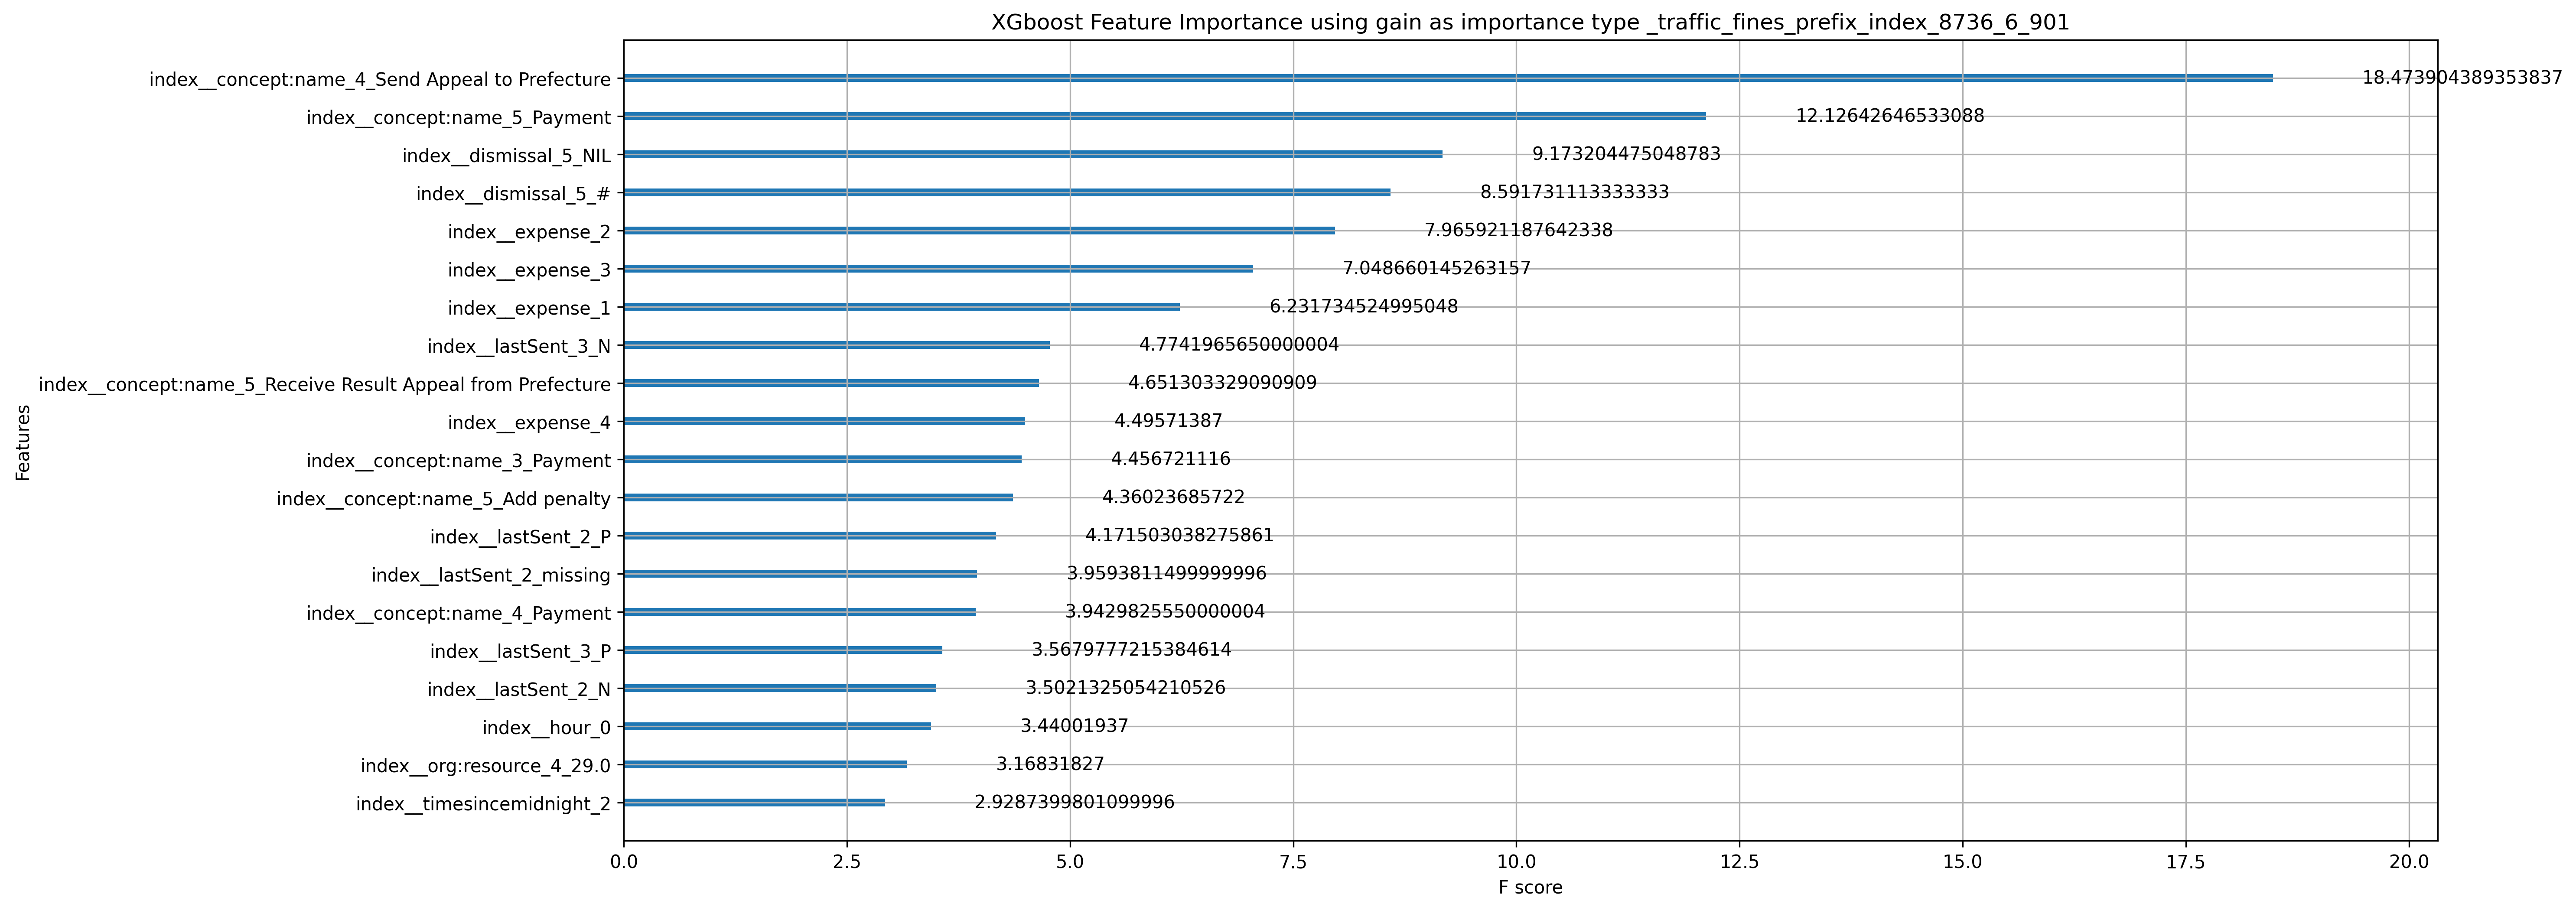 XGboost Feature Importance using gain as importance type _traffic_fines_prefix_index_8736_6_901
index__concept:name_4_Send Appeal to Prefecture 18.473904389353837
index__concept:name_5_Payment 12.12642646533088
index__dismissal_5_NIL 9.173204475048783
index__dismissal_5_# 8.591731113333333
index__expense_2 7.965921187642338
index__expense_3 7.048660145263157
index__expense_1 6.231734524995048
index__lastSent_3_N 4.7741965650000004
index__concept:name_5_Receive Result Appeal from Prefecture 4.651303329090909
index__expense_4 4.49571387
index__concept:name_3_Payment 4.456721116
index__concept:name_5_Add penalty 4.36023685722
index__lastSent_2_P 4.171503038275861
index__lastSent_2_missing 3.9593811499999996
index__concept:name_4_Payment 3.9429825550000004
index__lastSent_3_P 3.5679777215384614
index__lastSent_2_N 3.5021325054210526
index__hour_0 3.44001937
index__org:resource_4_29.0 3.16831827
index__timesincemidnight_2 2.9287399801099996
Features
0.0 2.5 5.0 7.5 10.0 12.5 15.0 17.5 20.0
F score